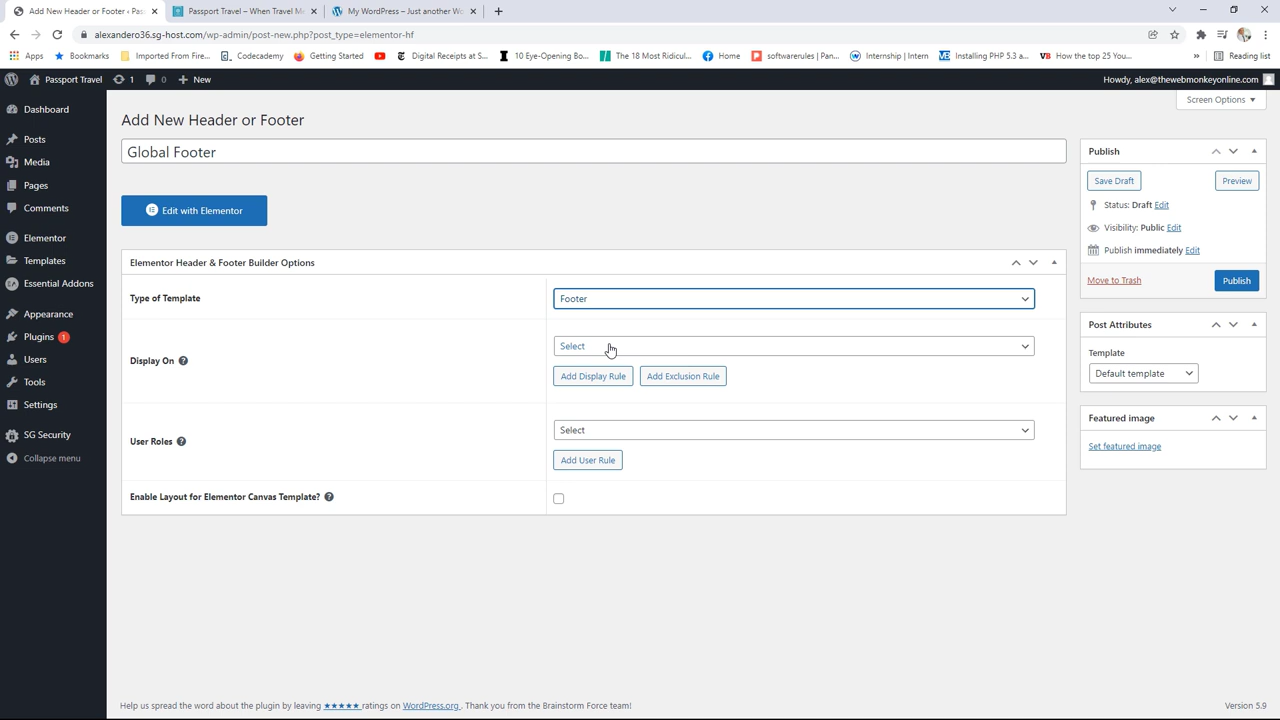 Add New Header or Footer ‹ Pas
Passport Travel – When Travel M
My WordPress – Just another Wo
alexandero36.sg-host.com/wp-admin/post-new.php?post_type=elementor-hf
Apps
Bookmarks
Imported From Fire...
Codecademy
Getting Started
Digital Receipts at S...
10 Eye-Opening Bo...
The 18 Most Ridicul...
Home
softwarerules | Pan...
Internship | Intern
Installing PHP 5.3 a...
How the top 25 You...
»
Reading list
Passport Travel
1
0
New
Howdy, alex@thewebmonkeyonline.com
Screen Options
Dashboard
Posts
Media
Pages
Comments
Elementor
Templates
Essential Addons
Appearance
Plugins 1
Users
Tools
Settings
SG Security
Collapse menu
Add New Header or Footer
Global Footer
Edit with Elementor
Elementor Header & Footer Builder Options
Type of Template
Footer
Display On
Select
Add Display Rule
Add Exclusion Rule
User Roles
Select
Add User Rule
Enable Layout for Elementor Canvas Template?
Publish
Save Draft
Preview
Status: Draft Edit
Visibility: Public Edit
Publish immediately Edit
Move to Trash
Publish
Post Attributes
Template
Default template
Featured image
Set featured image
Help us spread the word about the plugin by leaving ★★★★★ ratings on WordPress.org. Thank you from the Brainstorm Force team!
Version 5.9